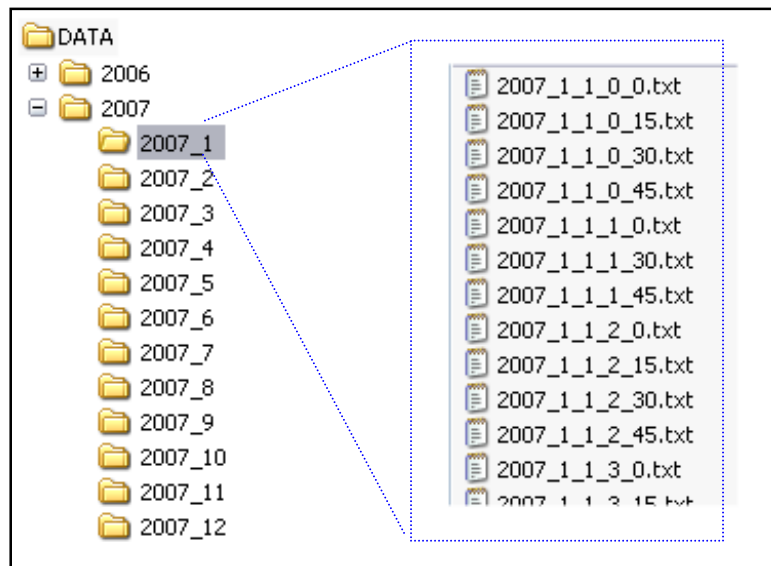 DATA
2006
2007
2007_1
2007_2
2007_3
2007_4
2007_5
2007_6
2007_7
2007_8
2007_9
2007_10
2007_11
2007_12
2007_1_1_0_0.txt
2007_1_1_0_15.txt
2007_1_1_0_30.txt
2007_1_1_0_45.txt
2007_1_1_1_0.txt
2007_1_1_1_30.txt
2007_1_1_1_45.txt
2007_1_1_2_0.txt
2007_1_1_2_15.txt
2007_1_1_2_30.txt
2007_1_1_2_45.txt
2007_1_1_3_0.txt
2007_1_1_3_15.txt